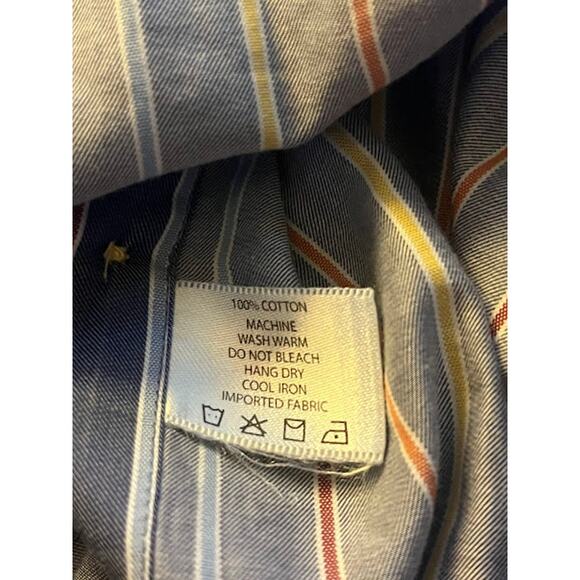 100% COTTON
MACHINE
WASH WARM
DO NOT BLEACH
HANG DRY
COOL IRON
IMPORTED FABRIC